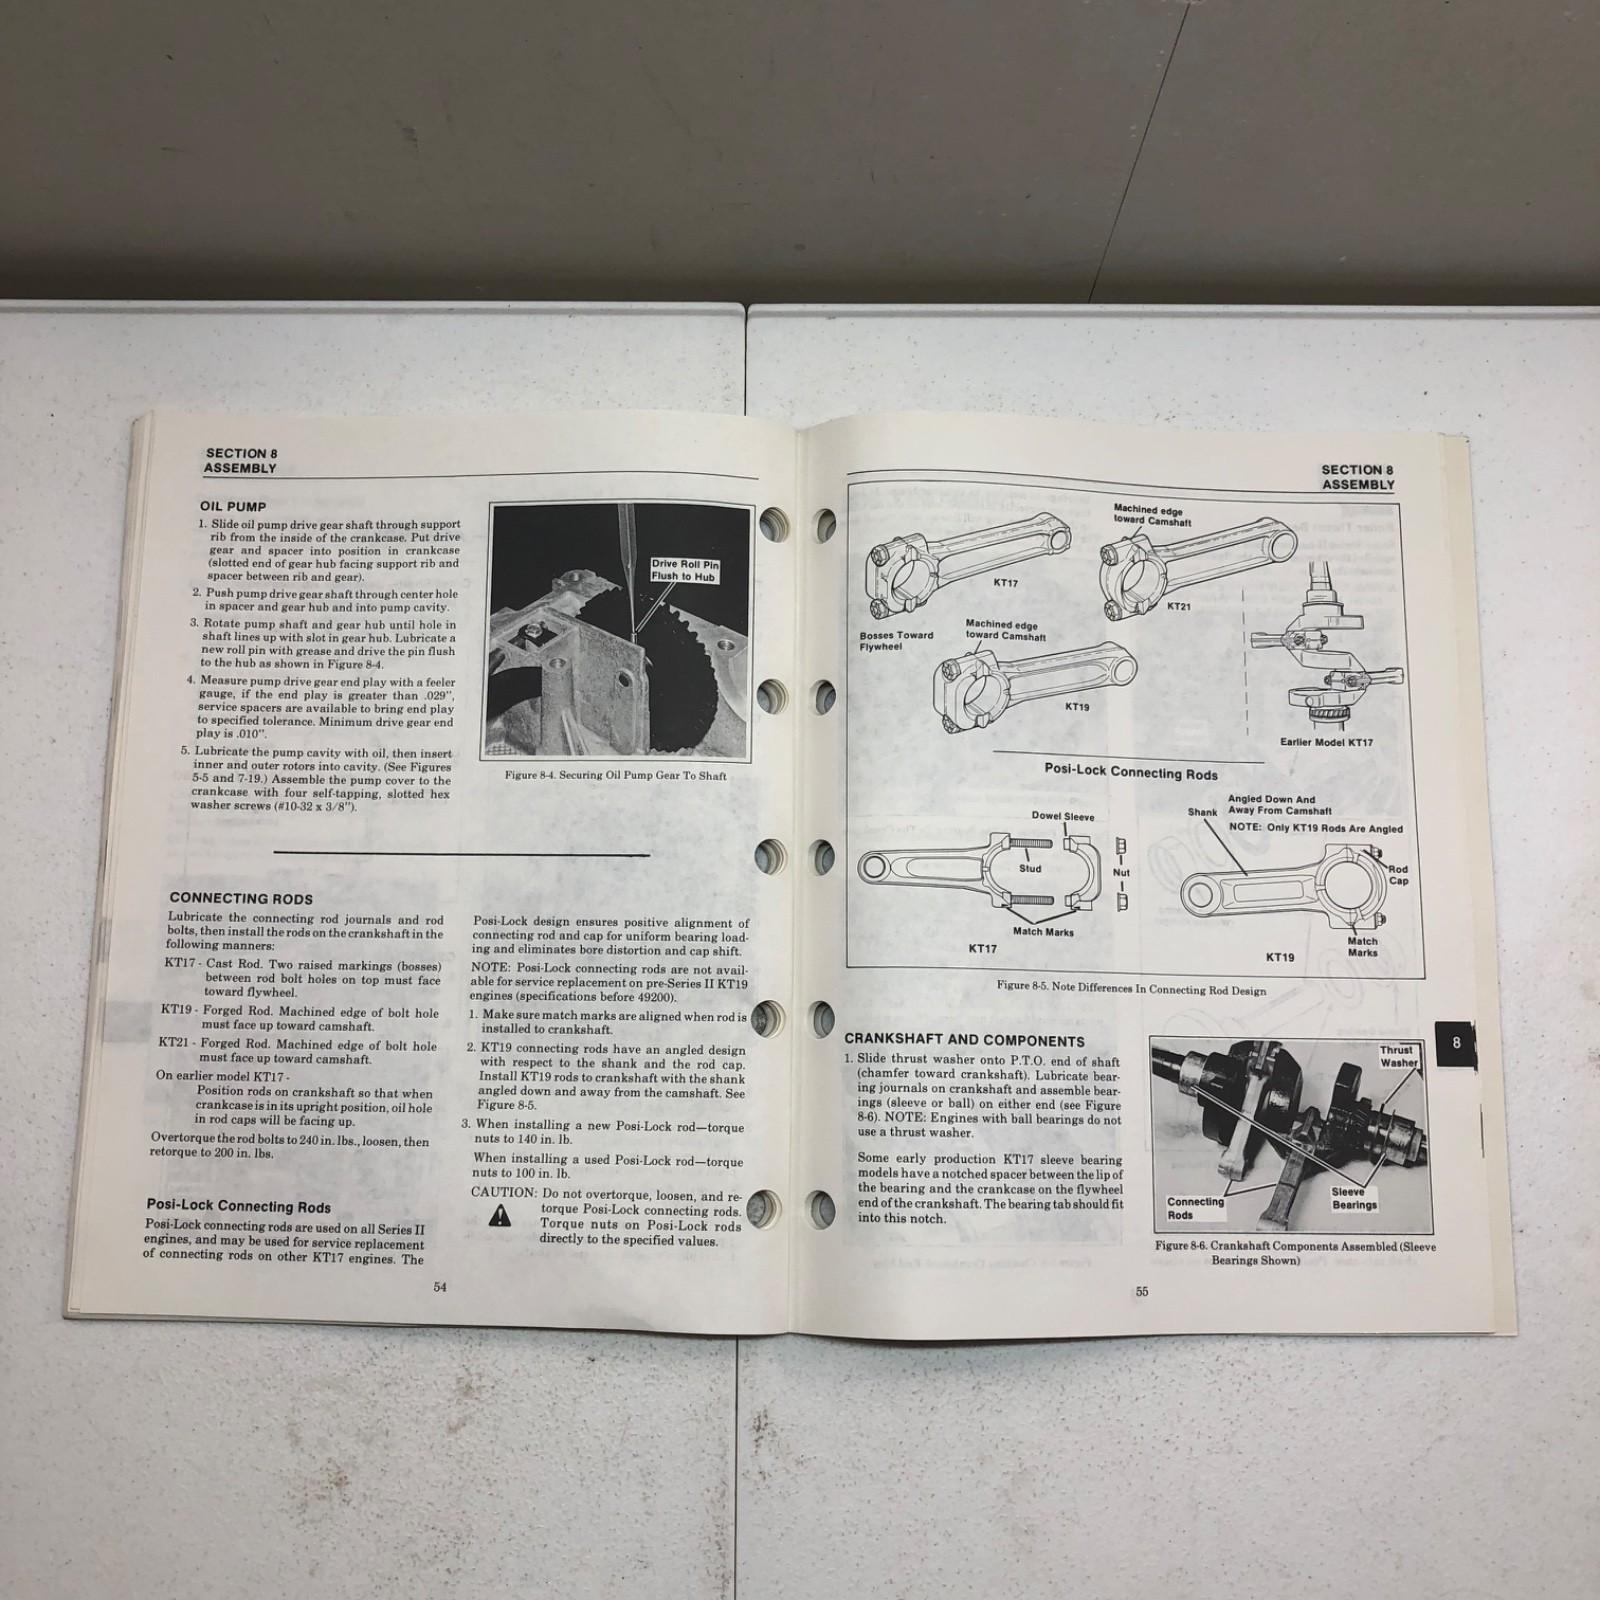 SECTION 8
ASSEMBLY
OIL PUMP
1. Slide oil pump drive gear shaft through support
rib from the inside of the crankcase. Put drive
gear and spacer into position in crankcase
(slotted end of gear hub facing support rib and
spacer between rib and gear).
2. Push pump drive gear shaft through center hole
in spacer and gear hub and into pump cavity.
3. Rotate pump shaft and gear hub until hole in
shaft lines up with slot in gear hub. Lubricate a
new roll pin with grease and drive the pin flush
to the hub as shown in Figure 8-4.
4. Measure pump drive gear end play with a feeler
gauge, if the end play is greater than .029",
service spacers are available to bring end play
to specified tolerance. Minimum drive gear end
play is .010".
5. Lubricate the pump cavity with oil, then insert
inner and outer rotors into cavity. (See Figures
5-5 and 7-19.) Assemble the pump cover to the
crankcase with four self-tapping, slotted hex
washer screws (#10-32 x 3/8").
Drive Roll Pin
Flush to Hub
Figure 8-4. Securing Oil Pump Gear To Shaft
CONNECTING RODS
Lubricate the connecting rod journals and rod
bolts, then install the rods on the crankshaft in the
following manners:
KT17 - Cast Rod. Two raised markings (bosses)
between rod bolt holes on top must face
toward flywheel.
KT19 - Forged Rod. Machined edge of bolt hole
must face up toward camshaft.
KT21 - Forged Rod. Machined edge of bolt hole
must face up toward camshaft.
On earlier model KT17 -
Position rods on crankshaft so that when
crankcase is in its upright position, oil hole
in rod caps will be facing up.
Overtorque the rod bolts to 240 in. lbs., loosen, then
retorque to 200 in. lbs.
Posi-Lock Connecting Rods
Posi-Lock connecting rods are used on all Series II
engines, and may be used for service replacement
of connecting rods on other KT17 engines. The
Posi-Lock design ensures positive alignment of
connecting rod and cap for uniform bearing load-
ing and eliminates bore distortion and cap shift.
NOTE: Posi-Lock connecting rods are not avail-
able for service replacement on pre-Series II KT19
engines (specifications before 49200).
1. Make sure match marks are aligned when rod is
installed to crankshaft.
2. KT19 connecting rods have an angled design
with respect to the shank and the rod cap.
Install KT19 rods to crankshaft with the shank
angled down and away from the camshaft. See
Figure 8-5.
3. When installing a new Posi-Lock rod—torque
nuts to 140 in. lb.
When installing a used Posi-Lock rod—torque
nuts to 100 in. lb.
CAUTION: Do not overtorque, loosen, and re-
torque Posi-Lock connecting rods.
Torque nuts on Posi-Lock rods
directly to the specified values.
54
SECTION 8
ASSEMBLY
Machined edge
toward Camshaft
KT17
KT21
Bosses Toward
Flywheel
Machined edge
toward Camshaft
KT19
Earlier Model KT17
Posi-Lock Connecting Rods
Dowel Sleeve
Stud
Nut
Match Marks
KT17
Angled Down And
Away From Camshaft
Shank
NOTE: Only KT19 Rods Are Angled
Rod
Cap
Match
Marks
KT19
Figure 8-5. Note Differences In Connecting Rod Design
CRANKSHAFT AND COMPONENTS
1. Slide thrust washer onto P.T.O. end of shaft
(chamfer toward crankshaft). Lubricate bear-
ing journals on crankshaft and assemble bear-
ings (sleeve or ball) on either end (see Figure
8-6). NOTE: Engines with ball bearings do not
use a thrust washer.
Some early production KT17 sleeve bearing
models have a notched spacer between the lip of
the bearing and the crankcase on the flywheel
end of the crankshaft. The bearing tab should fit
into this notch.
Thrust
Washer
Connecting
Rods
Sleeve
Bearings
Figure 8-6. Crankshaft Components Assembled (Sleeve
Bearings Shown)
8
55